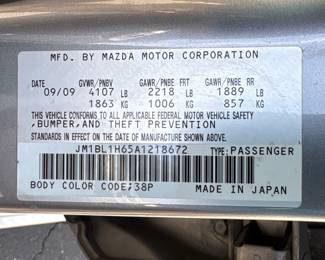 MFD. BY MAZDA MOTOR CORPORATION
DATE GVWR/PNBV GAWR/PNBE FR GAWR/PNBE RR
09/09 4107 LB 2218 LB 1889 LB
1863 KG 1006 KG 857 KG
THIS VEHICLE CONFORMS TO ALL APPLICABLE FEDERAL MOTOR VEHICLE SAFETY
,BUMPER,AND THEFT PREVENTION
STANDARDS IN EFFECT ON THE DATE OF MANUFACTURE SHOWN ABOVE.
JM1BL1H65A1218672 TYPE:PASSENGER
BODY COLOR CODE;38P MADE IN JAPAN